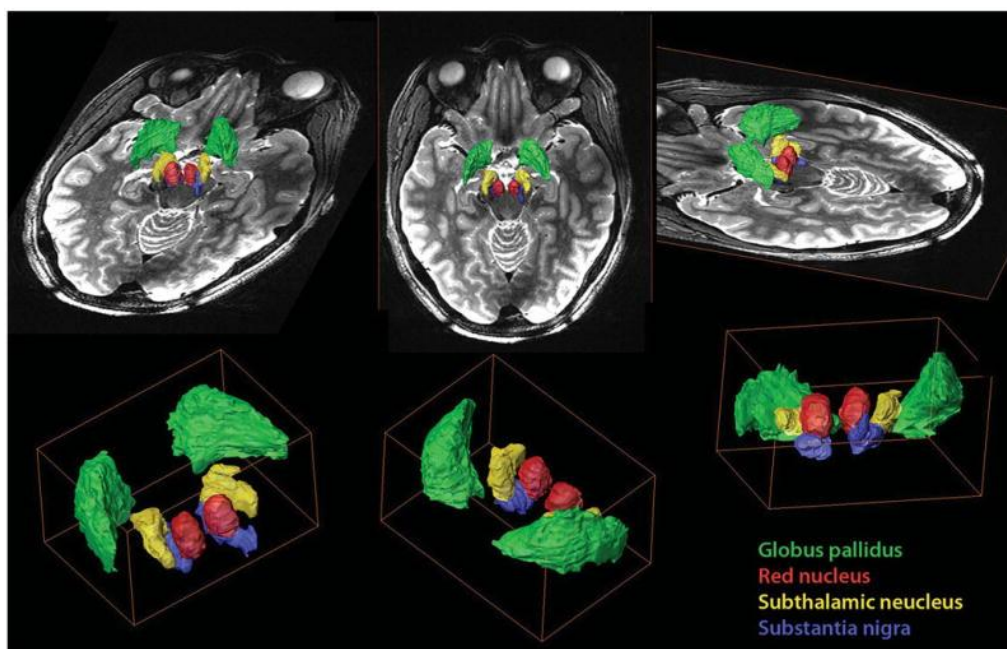 Globus pallidus
Red nucleus
Subthalamic neucleus
Substantia nigra